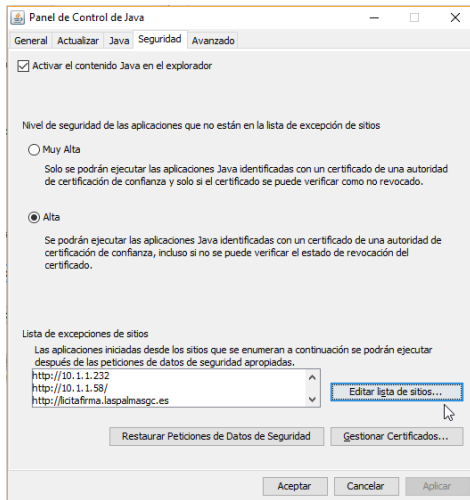 Panel de Control de Java
General Actualizar Java Seguridad Avanzado
Activar el contenido Java en el explorador
Nivel de seguridad de las aplicaciones que no están en la lista de excepción de sitios
Muy Alta
Solo se podrán ejecutar las aplicaciones Java identificadas con un certificado de una autoridad
de certificación de confianza y solo si el certificado se puede verificar como no revocado.
Alta
Se podrán ejecutar las aplicaciones Java identificadas con un certificado de una autoridad de
certificación de confianza, incluso si no se puede verificar el estado de revocación del
certificado.
Lista de excepciones de sitios
Las aplicaciones iniciadas desde los sitios que se enumeran a continuación se podrán ejecutar
después de las peticiones de datos de seguridad apropiadas.
http://10.1.1.232
http://10.1.1.58/
http://licitafirma.laspalmasgc.es
Editar lista de sitios...
Restaurar Peticiones de Datos de Seguridad Gestionar Certificados...
Aceptar Cancelar Aplicar